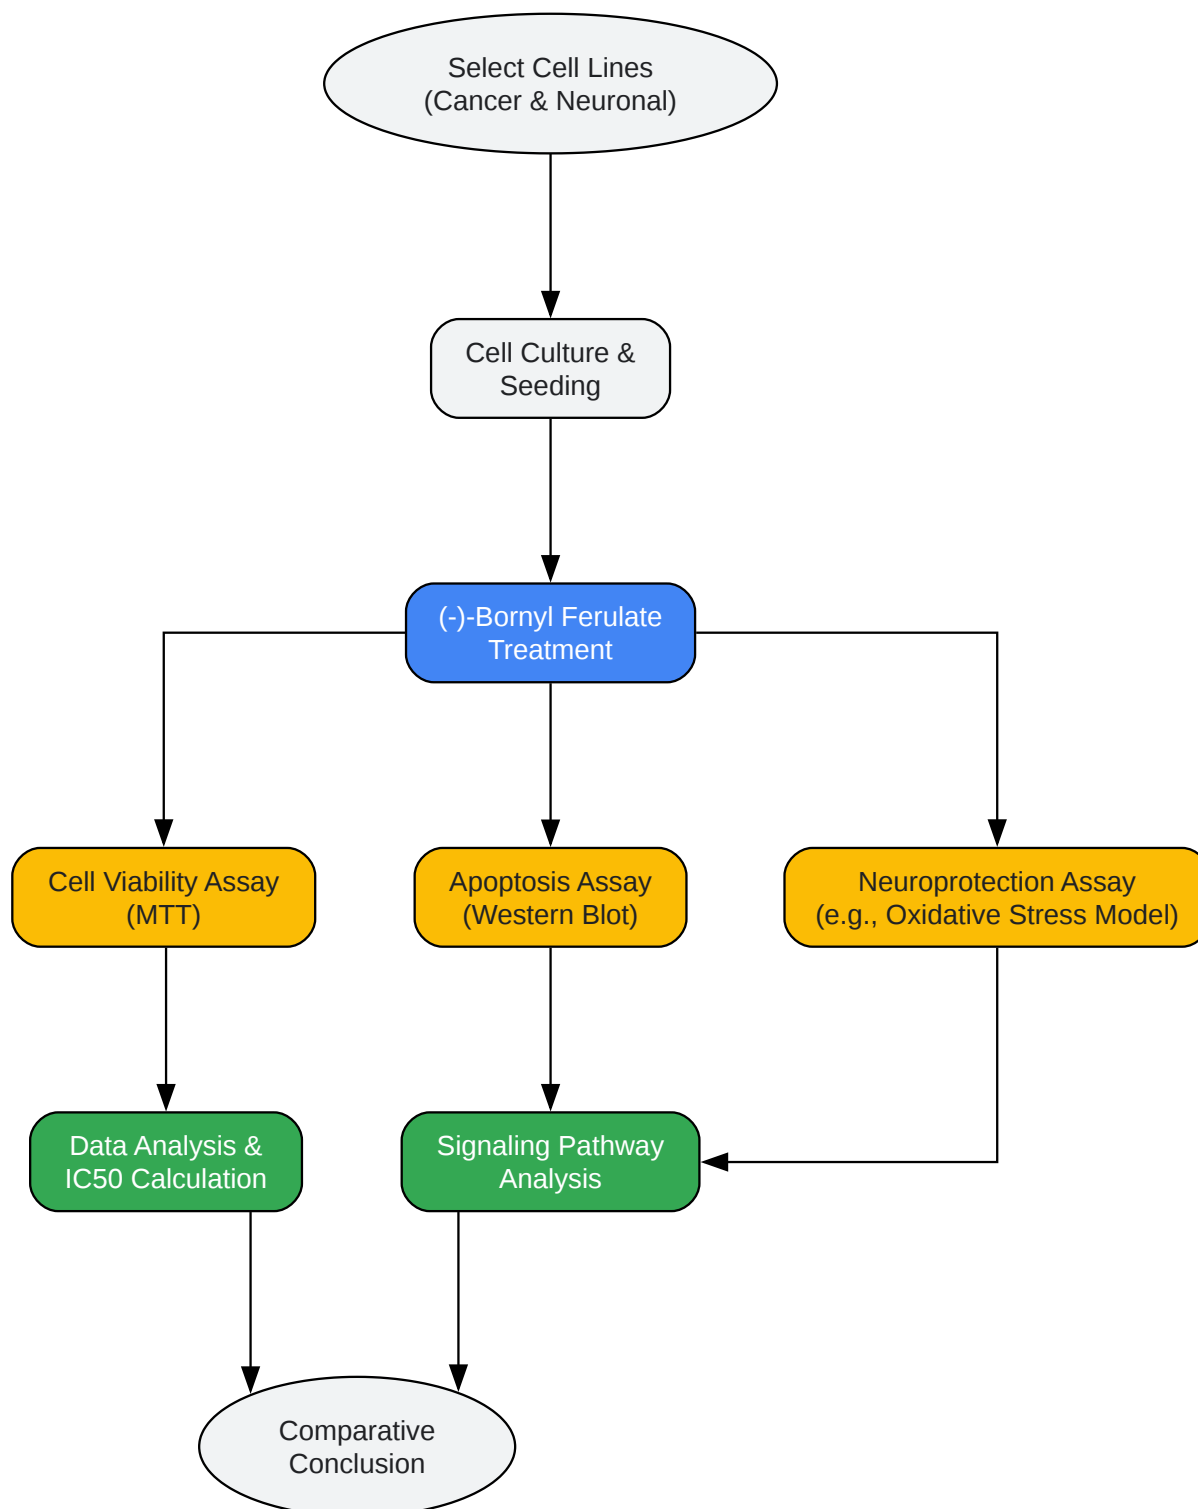 Select Cell Lines
(Cancer & Neuronal)
Cell Culture &
Seeding
(-)-Bornyl Ferulate
Treatment
Cell Viability Assay
(MTT)
Apoptosis Assay
(Western Blot)
Neuroprotection Assay
(e.g., Oxidative Stress Model)
Data Analysis &
IC50 Calculation
Signaling Pathway
Analysis
Comparative
Conclusion